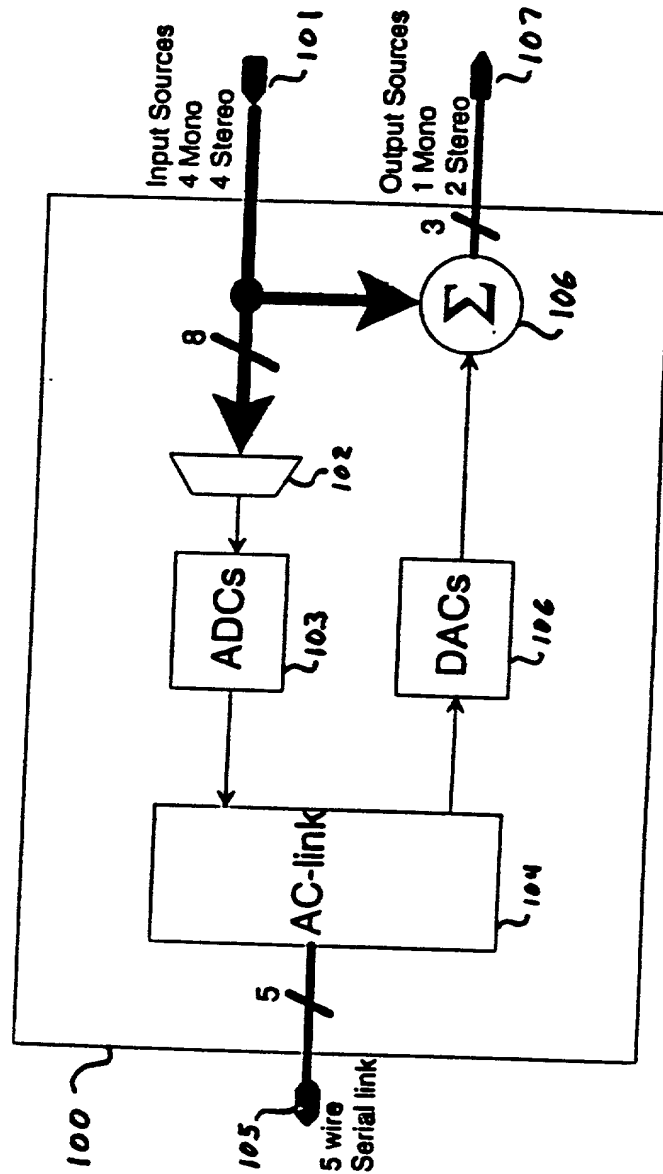 100
Input Sources
4 Mono
4 Stereo
101
8
102
ADCs
103
AC-link
104
5
105
5 wire
Serial link
DACs
106
Σ
106
3
Output Sources
1 Mono
2 Stereo
107